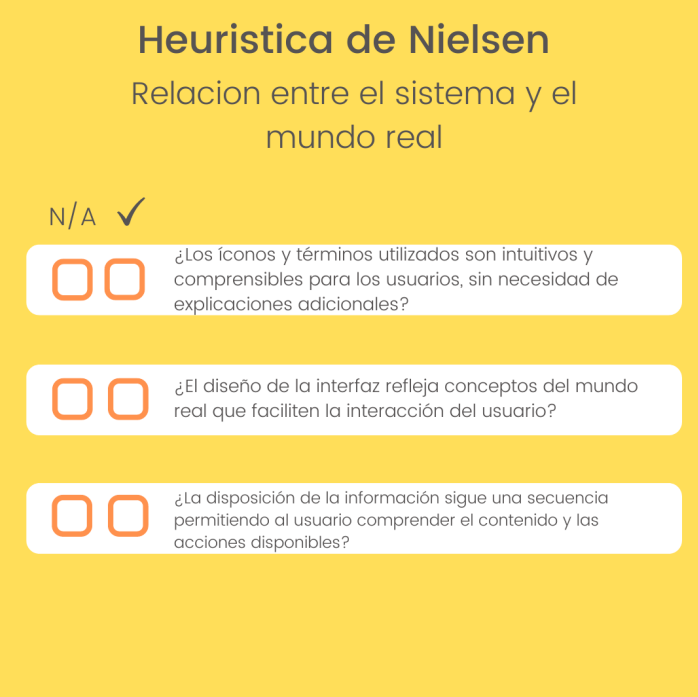 Heuristica de Nielsen
Relacion entre el sistema y el
mundo real
N/A ✓
¿Los íconos y términos utilizados son intuitivos y
comprensibles para los usuarios, sin necesidad de
explicaciones adicionales?
¿El diseño de la interfaz refleja conceptos del mundo
real que faciliten la interacción del usuario?
¿La disposición de la información sigue una secuencia
permitiendo al usuario comprender el contenido y las
acciones disponibles?